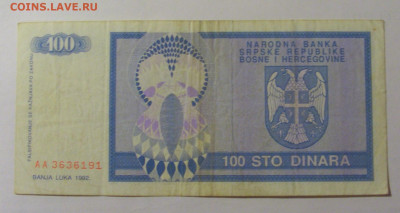 COINS.LAVE.RU
100
NARODNA BANKA
SRPSKE REPUBLIKE
BOSNE I HERCEGOVINE
AA 3636191
100 STO DINARA
BANJA LUKA 1992.